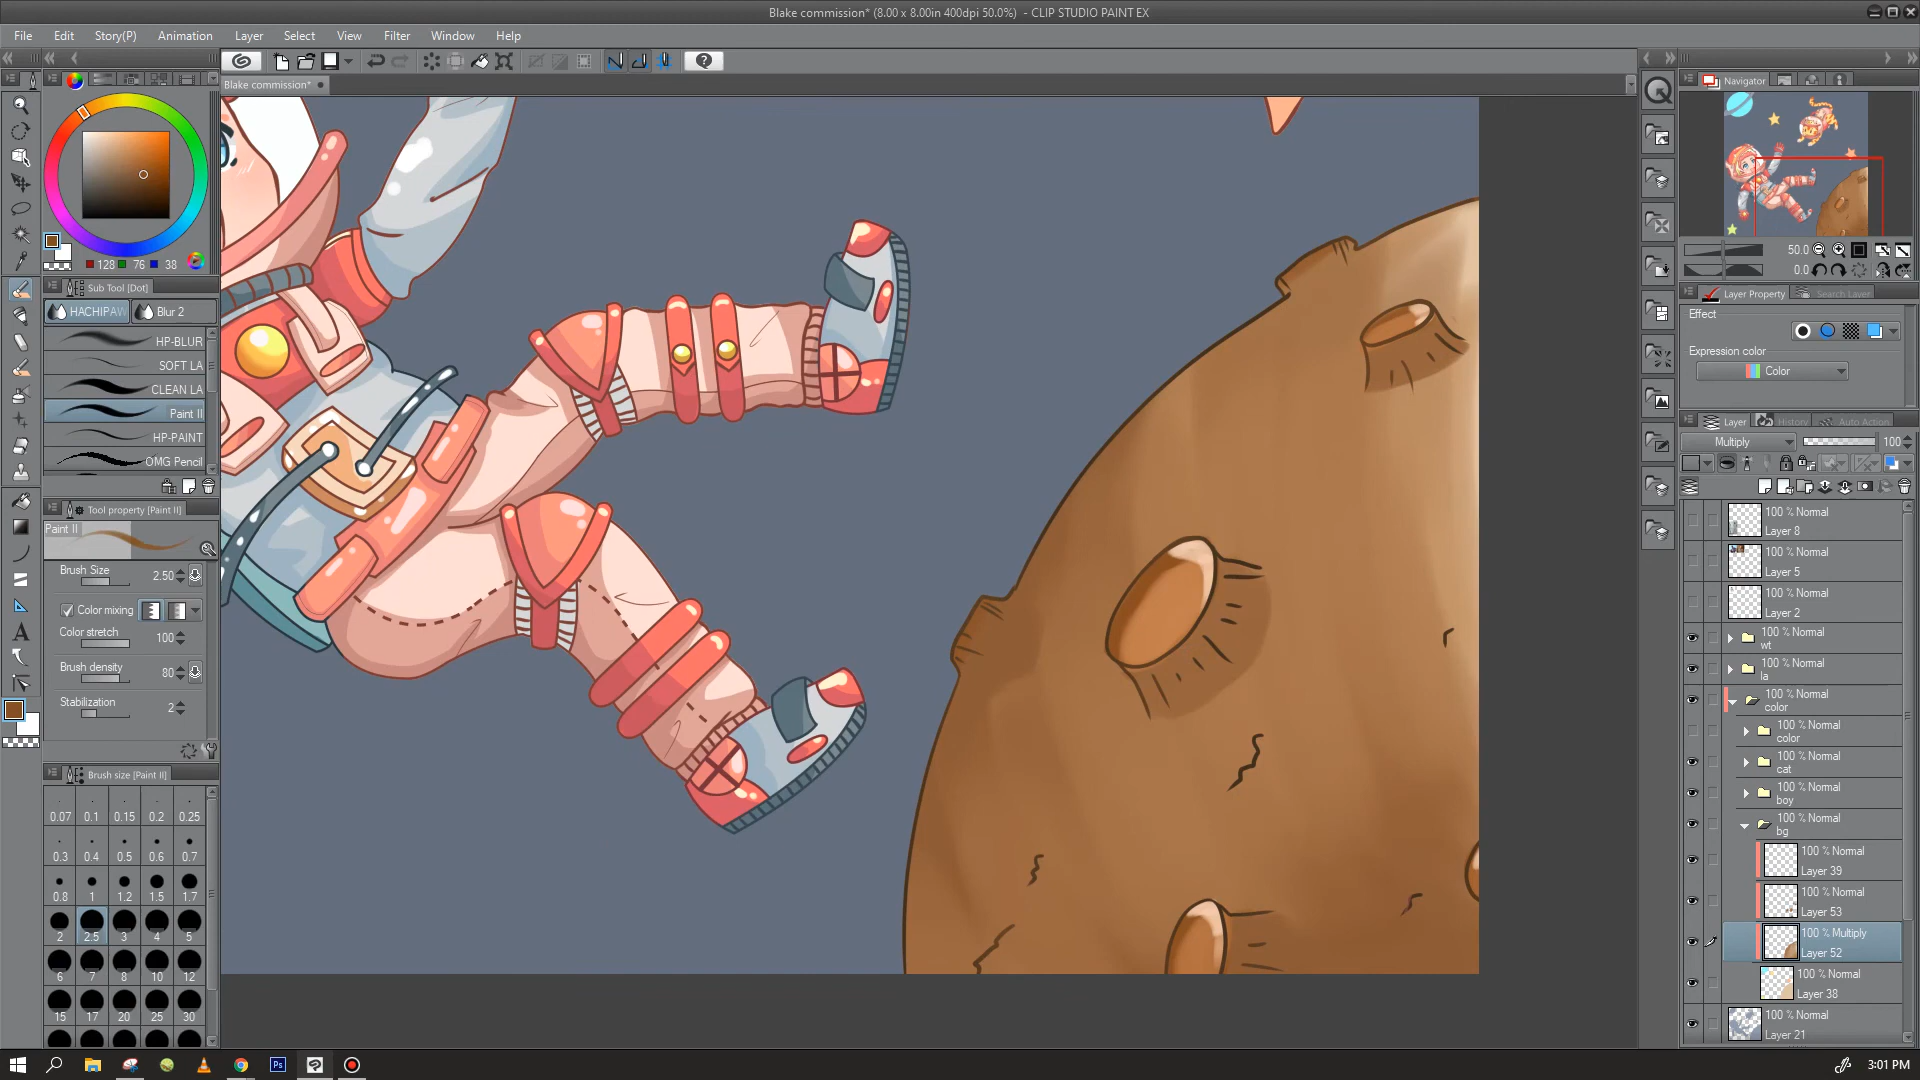 Blake commission* (8.00 x 8.00in 400dpi 50.0%) - CLIP STUDIO PAINT EX
File Edit Story(P) Animation Layer Select View Filter Window Help
Blake commission*
128 76 38
Sub Tool [Dot]
HACHIPAW Blur 2
HP-BLUR
SOFT LA
CLEAN LA
Paint II
HP-PAINT
OMG Pencil
Tool property [Paint II]
Paint II
Brush Size 2.50
Color mixing
Color stretch 100
Brush density 80
Stabilization 2
Brush size [Paint II]
0.07 0.1 0.15 0.2 0.25
0.3 0.4 0.5 0.6 0.7
0.8 1 1.2 1.5 1.7
2 2.5 3 4 5
6 7 8 10 12
15 17 20 25 30
Navigator
50.0
0.0
Layer Property Search Layer
Effect
Expression color
Color
Layer History Auto Action
Multiply 100
100 % Normal
Layer 8
100 % Normal
Layer 5
100 % Normal
Layer 2
100 % Normal
wt
100 % Normal
la
100 % Normal
color
100 % Normal
color
100 % Normal
cat
100 % Normal
boy
100 % Normal
bg
100 % Normal
Layer 39
100 % Normal
Layer 53
100 % Multiply
Layer 52
100 % Normal
Layer 38
100 % Normal
Layer 21
Ps
3:01 PM